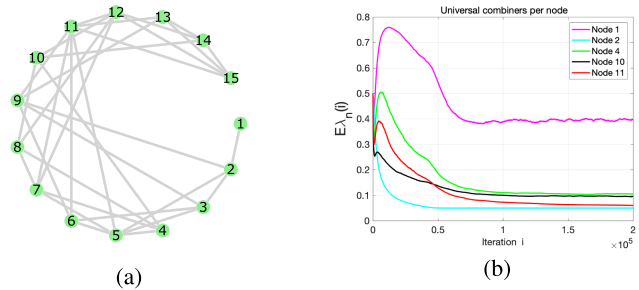 12
13
11
14
10
15
9
1
8
2
7
3
6
5
4
(a)
Universal combiners per node
0.8
0.7
0.6
0.5
0.4
0.3
0.2
0.1
0
Eλn(i)
Node 1
Node 2
Node 4
Node 10
Node 11
0 0.5 1 1.5 2
Iteration i
×10^5
(b)